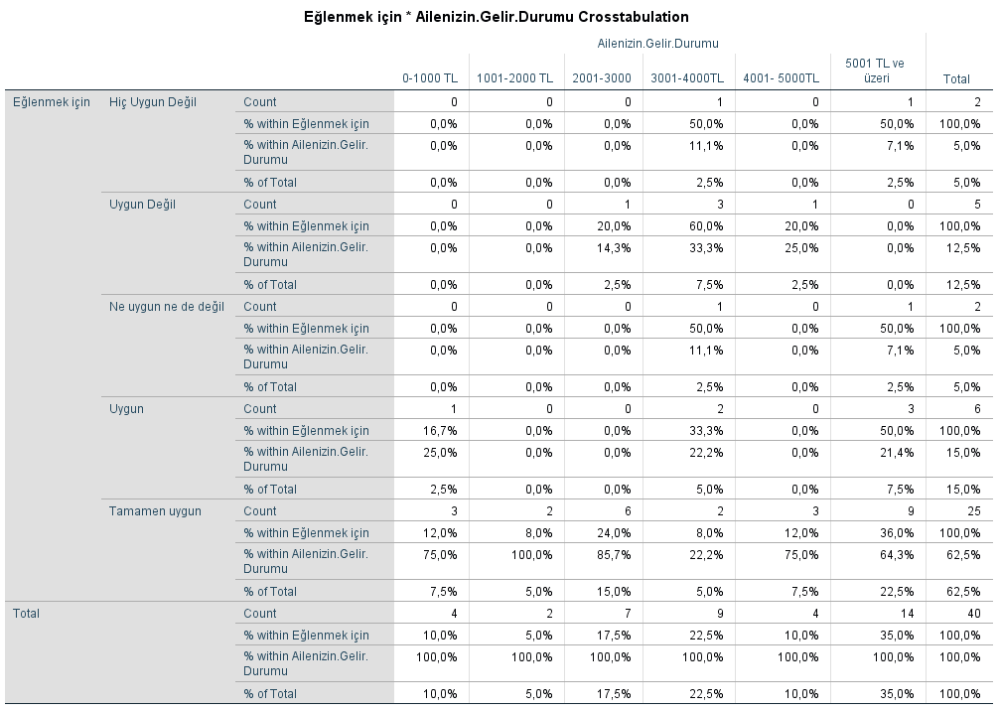 Eğlenmek için * Ailenizin.Gelir.Durumu Crosstabulation
Ailenizin.Gelir.Durumu
0-1000 TL 1001-2000 TL 2001-3000 3001-4000TL 4001- 5000TL 5001 TL ve üzeri Total
Eğlenmek için Hiç Uygun Değil Count 0 0 0 1 0 1 2
% within Eğlenmek için 0,0% 0,0% 0,0% 50,0% 0,0% 50,0% 100,0%
% within Ailenizin.Gelir. Durumu 0,0% 0,0% 0,0% 11,1% 0,0% 7,1% 5,0%
% of Total 0,0% 0,0% 0,0% 2,5% 0,0% 2,5% 5,0%
Uygun Değil Count 0 0 1 3 1 0 5
% within Eğlenmek için 0,0% 0,0% 20,0% 60,0% 20,0% 0,0% 100,0%
% within Ailenizin.Gelir. Durumu 0,0% 0,0% 14,3% 33,3% 25,0% 0,0% 12,5%
% of Total 0,0% 0,0% 2,5% 7,5% 2,5% 0,0% 12,5%
Ne uygun ne de değil Count 0 0 0 1 0 1 2
% within Eğlenmek için 0,0% 0,0% 0,0% 50,0% 0,0% 50,0% 100,0%
% within Ailenizin.Gelir. Durumu 0,0% 0,0% 0,0% 11,1% 0,0% 7,1% 5,0%
% of Total 0,0% 0,0% 0,0% 2,5% 0,0% 2,5% 5,0%
Uygun Count 1 0 0 2 0 3 6
% within Eğlenmek için 16,7% 0,0% 0,0% 33,3% 0,0% 50,0% 100,0%
% within Ailenizin.Gelir. Durumu 25,0% 0,0% 0,0% 22,2% 0,0% 21,4% 15,0%
% of Total 2,5% 0,0% 0,0% 5,0% 0,0% 7,5% 15,0%
Tamamen uygun Count 3 2 6 2 3 9 25
% within Eğlenmek için 12,0% 8,0% 24,0% 8,0% 12,0% 36,0% 100,0%
% within Ailenizin.Gelir. Durumu 75,0% 100,0% 85,7% 22,2% 75,0% 64,3% 62,5%
% of Total 7,5% 5,0% 15,0% 5,0% 7,5% 22,5% 62,5%
Total Count 4 2 7 9 4 14 40
% within Eğlenmek için 10,0% 5,0% 17,5% 22,5% 10,0% 35,0% 100,0%
% within Ailenizin.Gelir. Durumu 100,0% 100,0% 100,0% 100,0% 100,0% 100,0% 100,0%
% of Total 10,0% 5,0% 17,5% 22,5% 10,0% 35,0% 100,0%